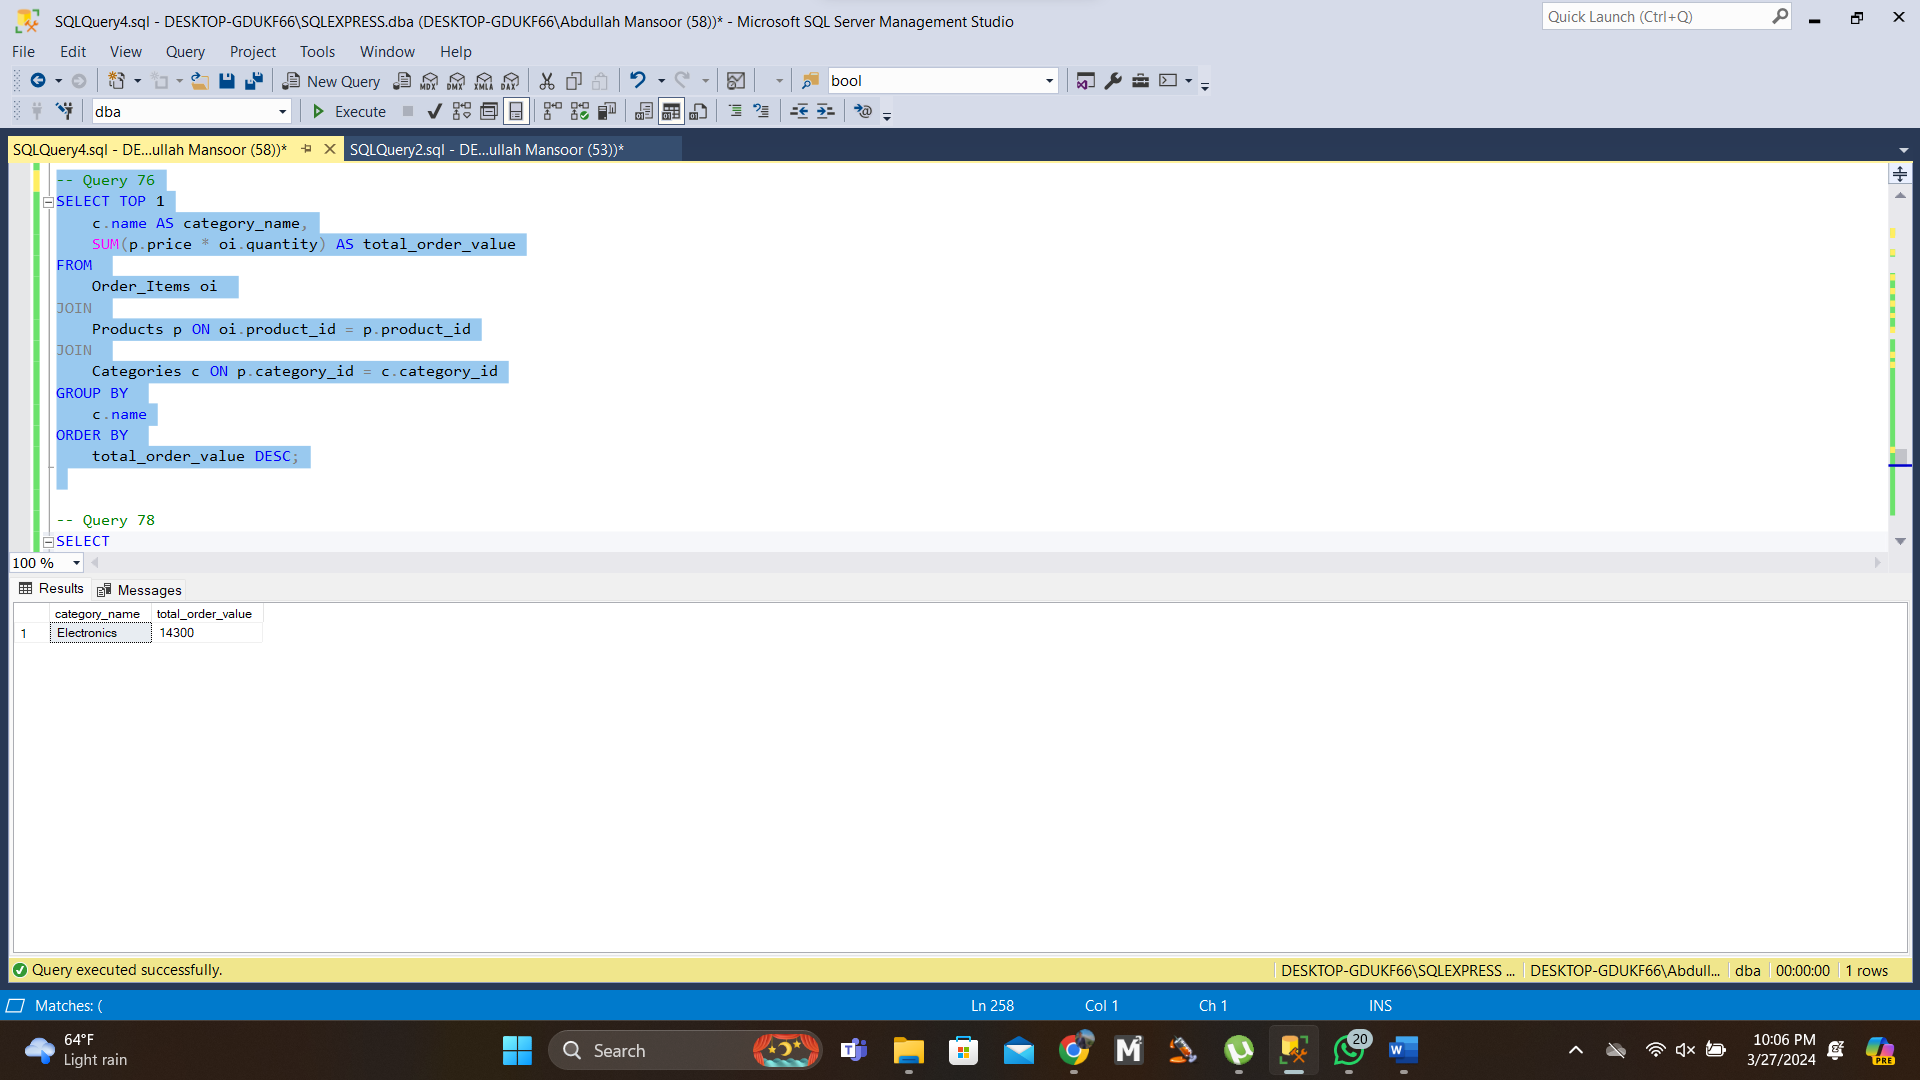 SQLQuery4.sql - DESKTOP-GDUKF66\SQLEXPRESS.dba (DESKTOP-GDUKF66\Abdullah Mansoor (58))* - Microsoft SQL Server Management Studio
Quick Launch (Ctrl+Q)
File Edit View Query Project Tools Window Help
New Query MDX DMX XMLA DAX bool
dba Execute
SQLQuery4.sql - DE...ullah Mansoor (58))* SQLQuery2.sql - DE...ullah Mansoor (53))*
-- Query 76
SELECT TOP 1
c.name AS category_name,
SUM(p.price * oi.quantity) AS total_order_value
FROM
Order_Items oi
JOIN
Products p ON oi.product_id = p.product_id
JOIN
Categories c ON p.category_id = c.category_id
GROUP BY
c.name
ORDER BY
total_order_value DESC;
-- Query 78
SELECT
100 %
Results Messages
category_name total_order_value
1 Electronics 14300
Query executed successfully. DESKTOP-GDUKF66\SQLEXPRESS ... DESKTOP-GDUKF66\Abdull... dba 00:00:00 1 rows
Matches: ( Ln 258 Col 1 Ch 1 INS
64°F
Light rain
Search
20
10:06 PM
3/27/2024
PRE